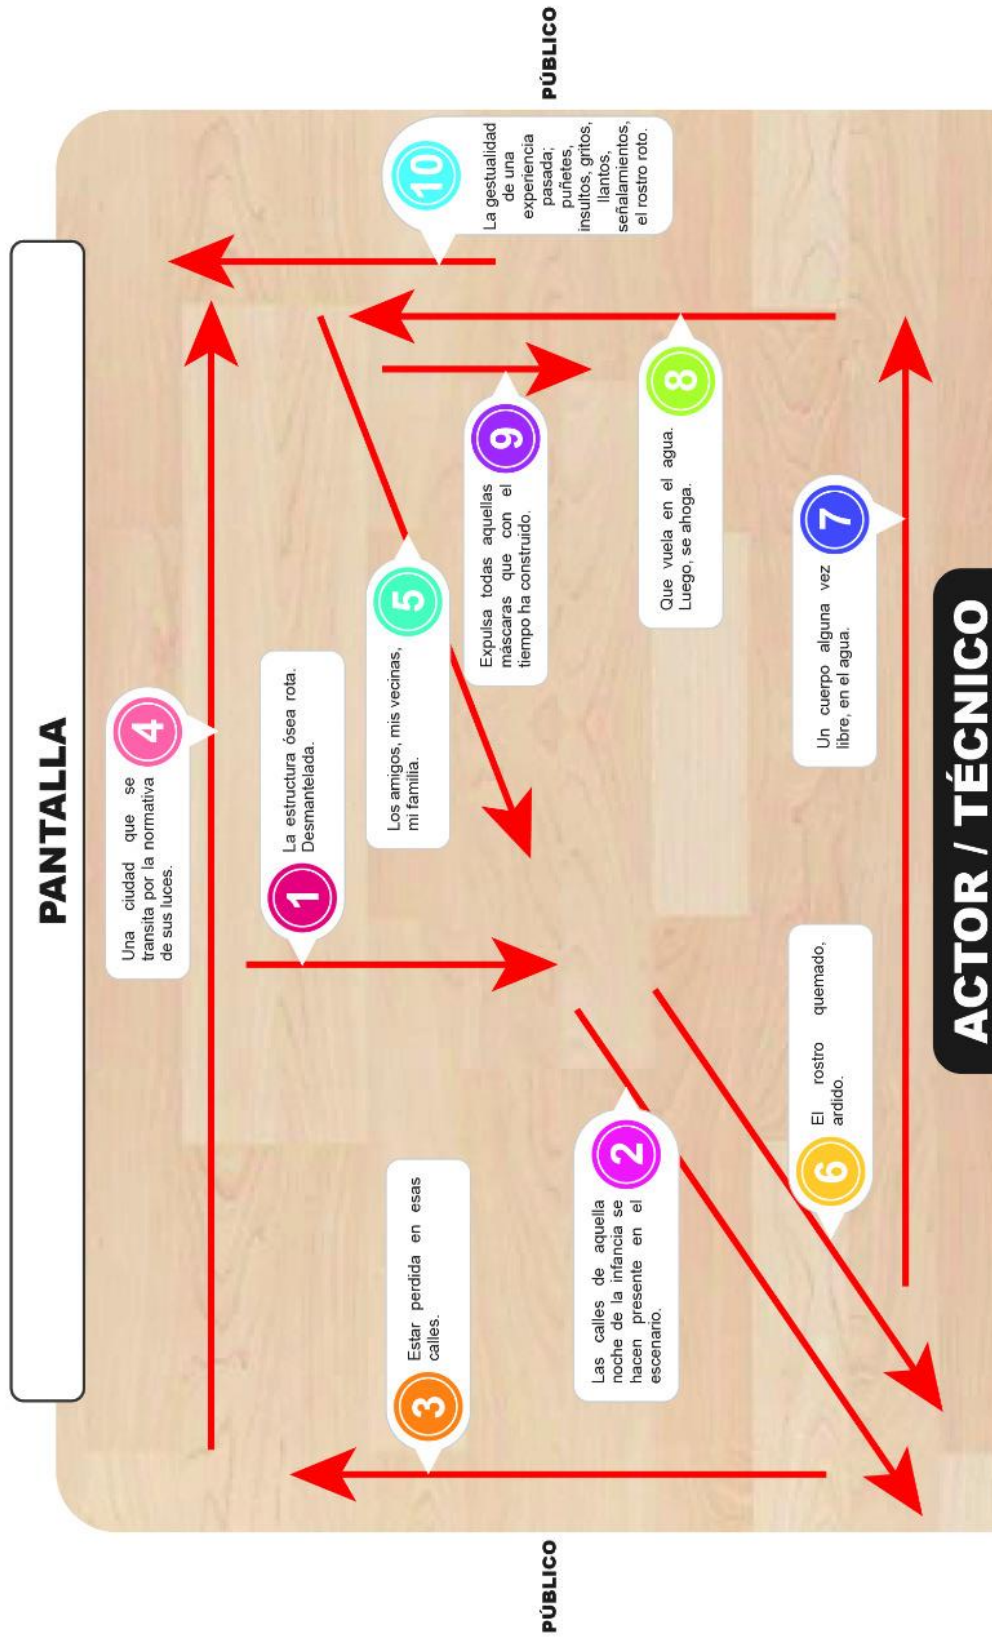 PANTALLA
4
Una ciudad que se
transita por la normativa
de sus luces.
1
La estructura ósea rota.
Desmantelada.
3
Estar perdida en esas
calles.
5
Los amigos, mis vecinas,
mi familia.
10
La gestualidad
de una
experiencia
pasada;
puñetes,
insultos, gritos,
llantos,
señalamientos,
el rostro roto.
9
Expulsa todas aquellas
máscaras que con el
tiempo ha construido.
PÚBLICO
PÚBLICO
2
Las calles de aquella
noche de la infancia se
hacen presente en el
escenario.
8
Que vuela en el agua.
Luego, se ahoga.
6
El rostro quemado,
ardido.
7
Un cuerpo alguna vez
libre, en el agua.
ACTOR / TÉCNICO